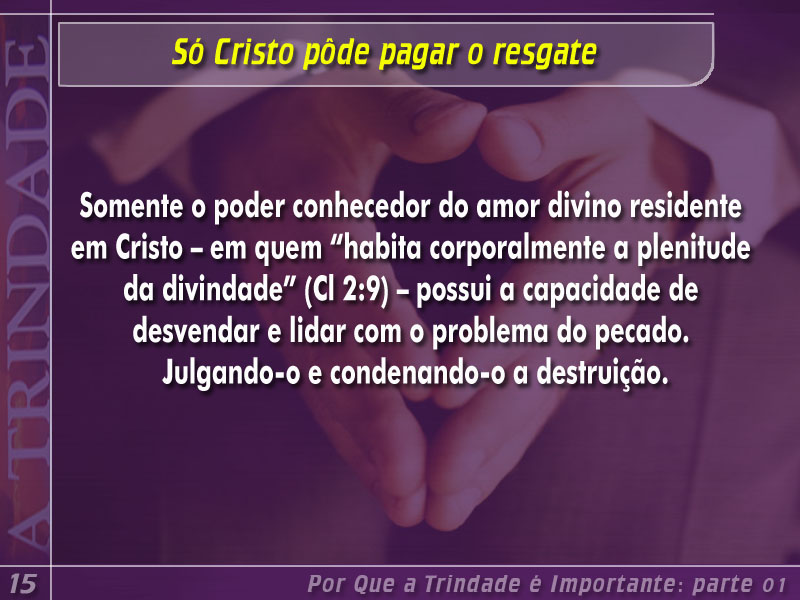 Só Cristo pôde pagar o resgate
Somente o poder conhecedor do amor divino residente
em Cristo – em quem “habita corporalmente a plenitude
da divindade” (Cl 2:9) – possui a capacidade de
desvendar e lidar com o problema do pecado.
Julgando-o e condenando-o a destruição.
A TRINDADE
15
Por Que a Trindade é Importante: parte 01